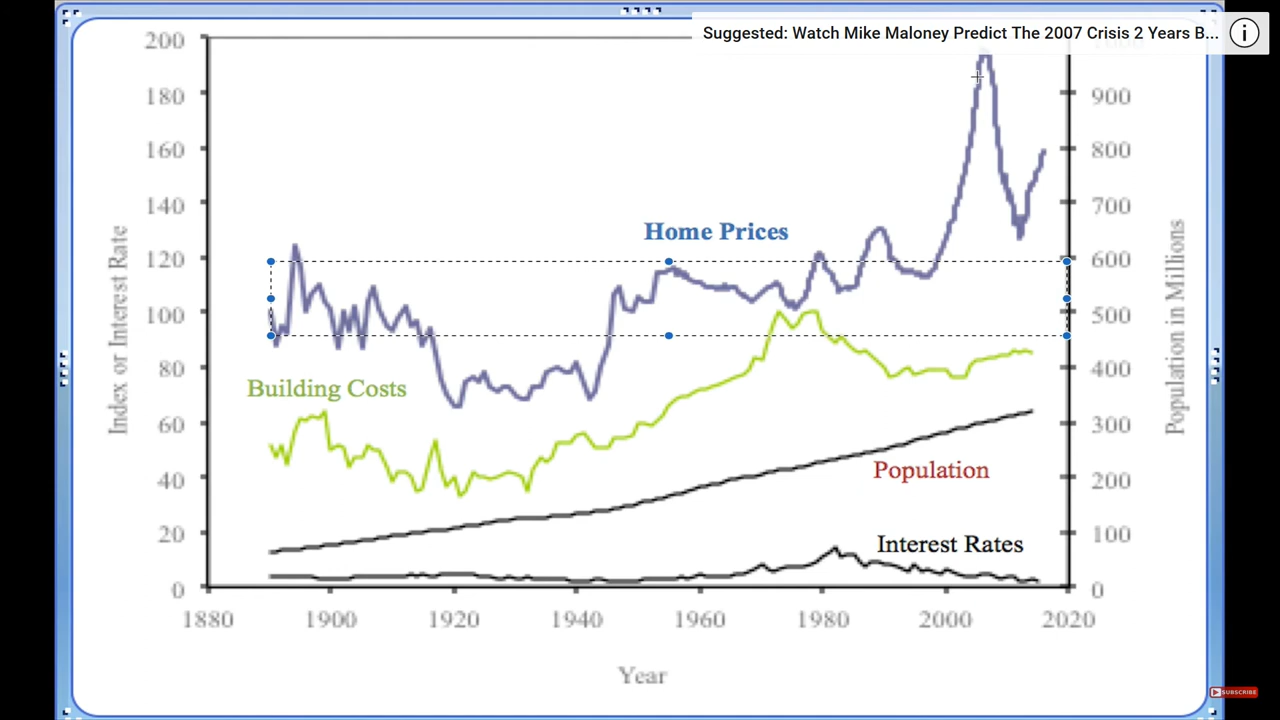 Suggested: Watch Mike Maloney Predict The 2007 Crisis 2 Years B...
200
180
900
160
800
140
700
Home Prices
120
600
100
500
80
400
Building Costs
60
300
Population
40
200
20
100
Interest Rates
0
0
1880 1900 1920 1940 1960 1980 2000 2020
Year
Index or Interest Rate
Population in Millions
SUBSCRIBE